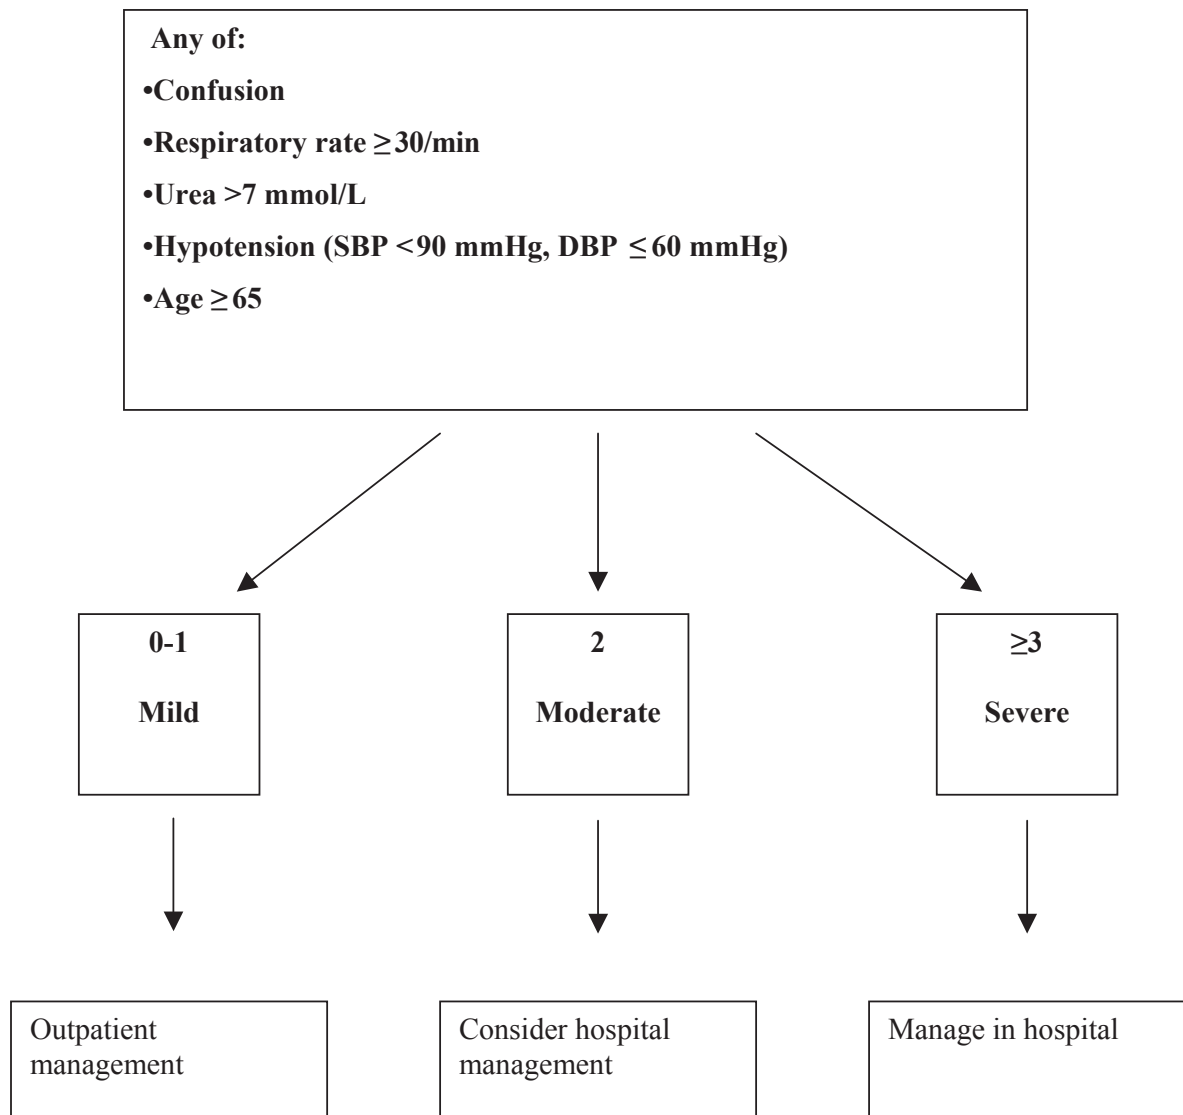 Any of:
•Confusion
•Respiratory rate ≥30/min
•Urea >7 mmol/L
•Hypotension (SBP <90 mmHg, DBP ≤60 mmHg)
•Age ≥65
0-1
Mild
2
Moderate
≥3
Severe
Outpatient
management
Consider hospital
management
Manage in hospital